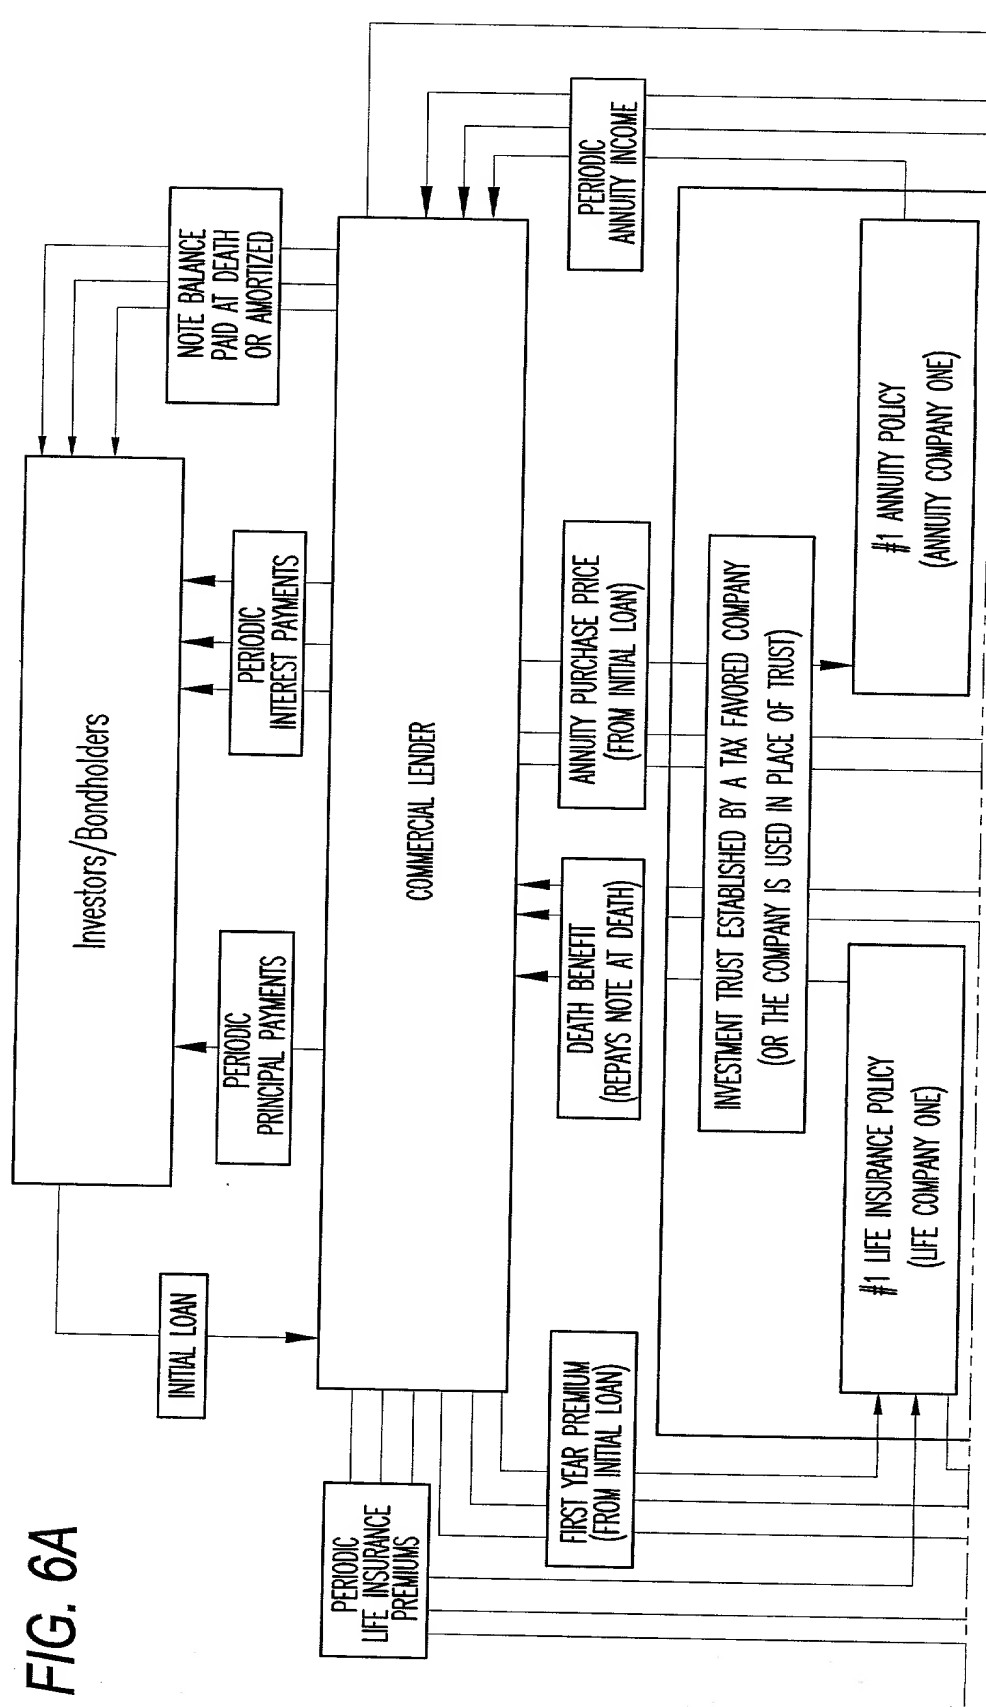 FIG. 6A
Investors/Bondholders
INITIAL LOAN
PERIODIC
PRINCIPAL PAYMENTS
PERIODIC
INTEREST PAYMENTS
NOTE BALANCE
PAID AT DEATH
OR AMORTIZED
COMMERCIAL LENDER
PERIODIC
LIFE INSURANCE
PREMIUMS
FIRST YEAR PREMIUM
(FROM INITIAL LOAN)
DEATH BENEFIT
(REPAYS NOTE AT DEATH)
ANNUITY PURCHASE PRICE
(FROM INITIAL LOAN)
PERIODIC
ANNUITY INCOME
INVESTMENT TRUST ESTABLISHED BY A TAX FAVORED COMPANY
(OR THE COMPANY IS USED IN PLACE OF TRUST)
#1 LIFE INSURANCE POLICY
(LIFE COMPANY ONE)
#1 ANNUITY POLICY
(ANNUITY COMPANY ONE)